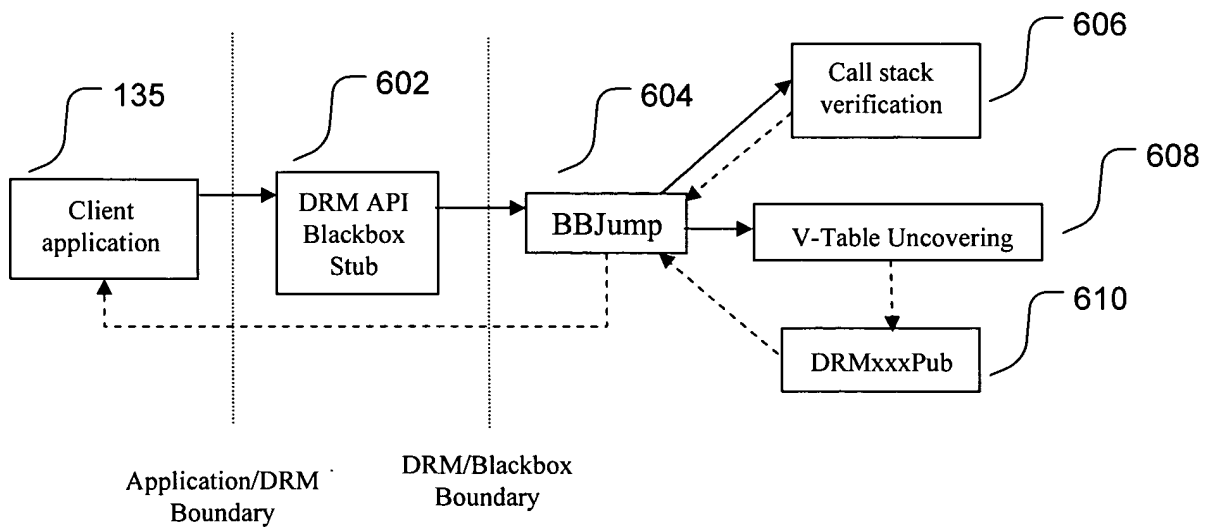 606
Call stack
verification
135
602
604
608
Client
application
DRM API
Blackbox
Stub
BBJump
V-Table Uncovering
610
DRMxxxPub
Application/DRM
Boundary
DRM/Blackbox
Boundary